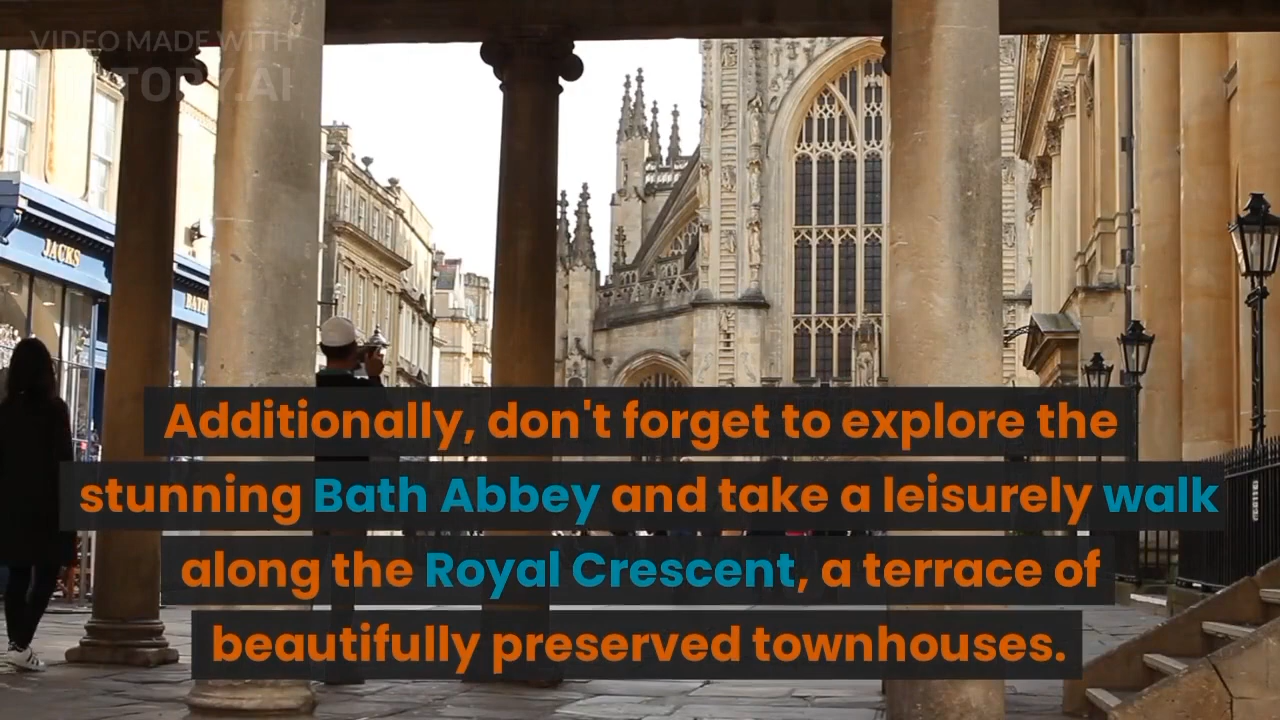 VIDEO MADE WITH
JACKS
BATH
Additionally, don't forget to explore the
stunning Bath Abbey and take a leisurely walk
along the Royal Crescent, a terrace of
beautifully preserved townhouses.